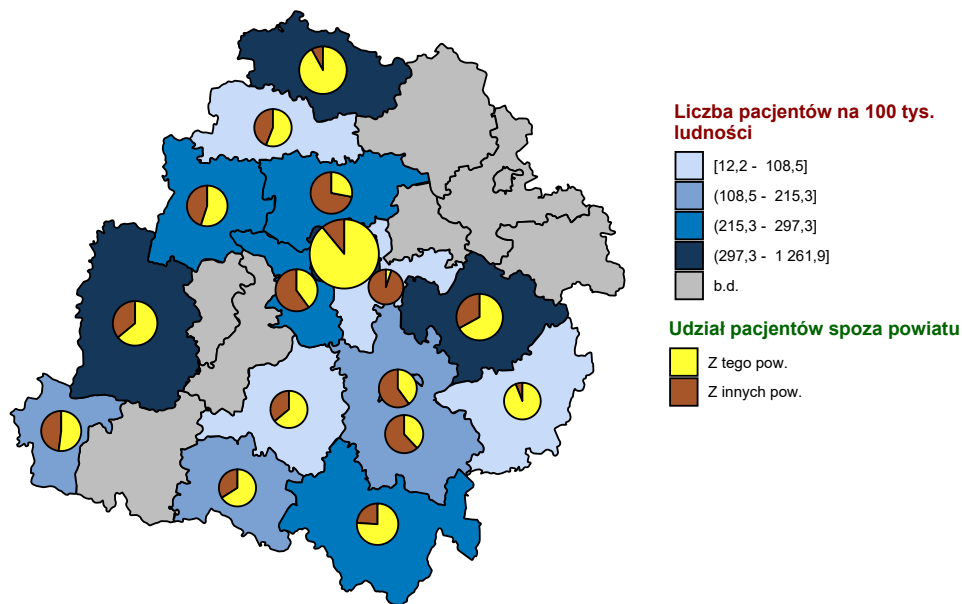 Liczba pacjentów na 100 tys.
ludności
[12,2 - 108,5]
(108,5 - 215,3]
(215,3 - 297,3]
(297,3 - 1 261,9]
b.d.
Udział pacjentów spoza powiatu
Z tego pow.
Z innych pow.